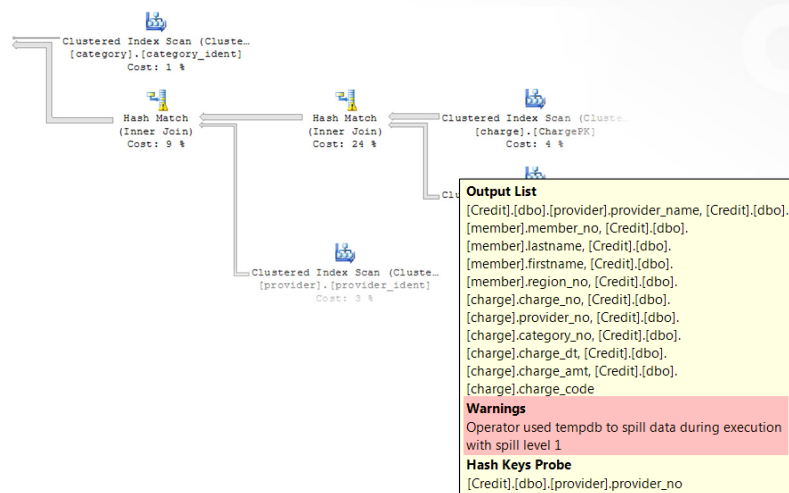 Clustered Index Scan (Cluste…
[category].[category_ident]
Cost: 1 %
Hash Match
(Inner Join)
Cost: 9 %
Hash Match
(Inner Join)
Cost: 24 %
Clustered Index Scan (Cluste…
[charge].[ChargePK]
Cost: 4 %
Clu
Clustered Index Scan (Cluste…
[provider].[provider_ident]
Cost: 3 %
Output List
[Credit].[dbo].[provider].provider_name, [Credit].[dbo].
[member].member_no, [Credit].[dbo].
[member].lastname, [Credit].[dbo].
[member].firstname, [Credit].[dbo].
[member].region_no, [Credit].[dbo].
[charge].charge_no, [Credit].[dbo].
[charge].provider_no, [Credit].[dbo].
[charge].category_no, [Credit].[dbo].
[charge].charge_dt, [Credit].[dbo].
[charge].charge_amt, [Credit].[dbo].
[charge].charge_code
Warnings
Operator used tempdb to spill data during execution
with spill level 1
Hash Keys Probe
[Credit].[dbo].[provider].provider_no